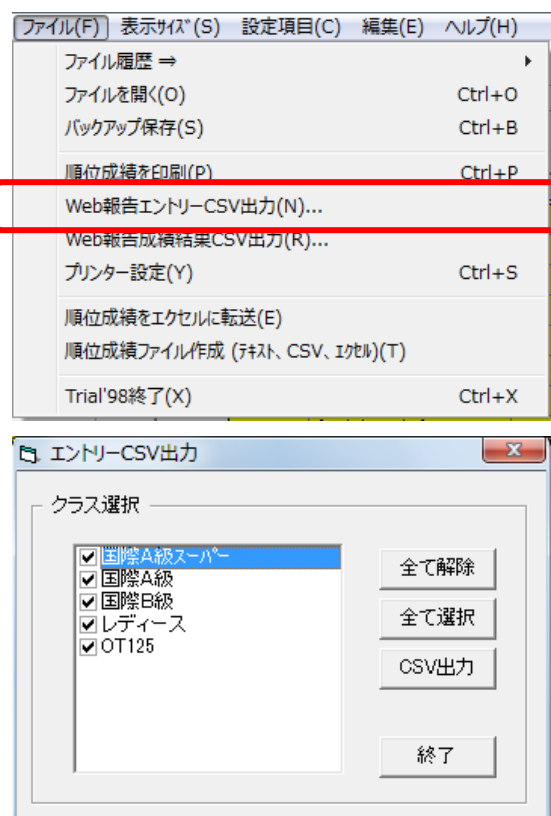 ファイル(F) 表示ｻｲｽﾞ(S) 設定項目(C) 編集(E) ヘルプ(H)
ファイル履歴 ⇒
ファイルを開く(O) Ctrl+O
ﾊﾞｯｸｱｯﾌﾟ保存(S) Ctrl+B
順位成績を印刷(P) Ctrl+P
Web報告エントリーCSV出力(N)...
Web報告成績結果CSV出力(R)...
プリンター設定(Y) Ctrl+S
順位成績をエクセルに転送(E)
順位成績ファイル作成 (ﾃｷｽﾄ、CSV、ｴｸｾﾙ)(T)
Trial'98終了(X) Ctrl+X
エントリーCSV出力
クラス選択
国際A級スーパー
国際A級
国際B級
レディース
OT125
全て解除
全て選択
CSV出力
終了